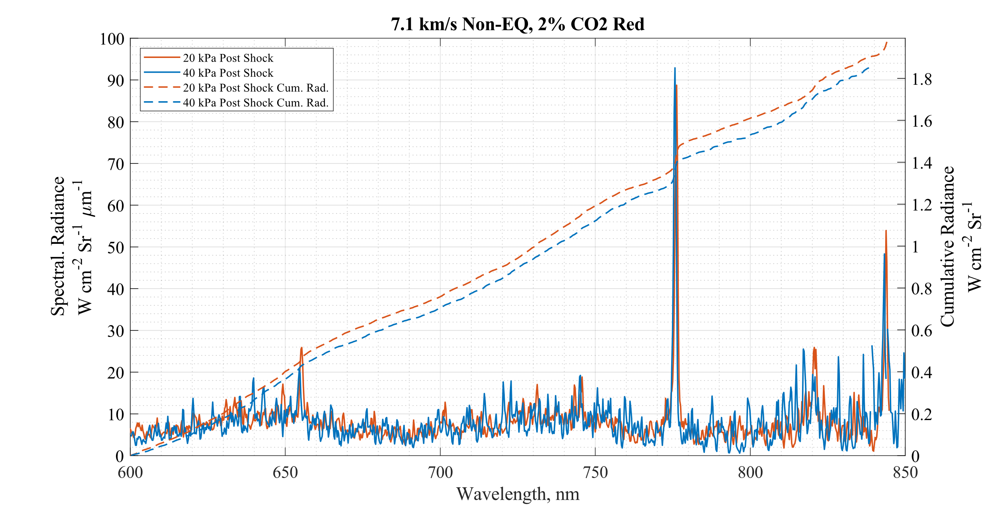 7.1 km/s Non-EQ, 2% CO2 Red
20 kPa Post Shock
40 kPa Post Shock
20 kPa Post Shock Cum. Rad.
40 kPa Post Shock Cum. Rad.
Spectral. Radiance
W cm-2 Sr-1 μm-1
100
90
80
70
60
50
40
30
20
10
0
1.8
1.6
1.4
1.2
1
0.8
0.6
0.4
0.2
0
Cumulative Radiance
W cm-2 Sr-1
600 650 700 750 800 850
Wavelength, nm